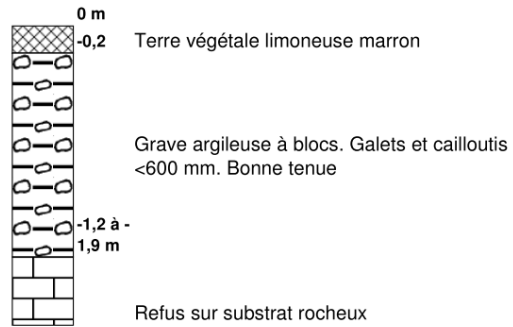 0 m
-0,2
Terre végétale limoneuse marron
Grave argileuse à blocs. Galets et cailloutis
<600 mm. Bonne tenue
-1,2 à -
1,9 m
Refus sur substrat rocheux